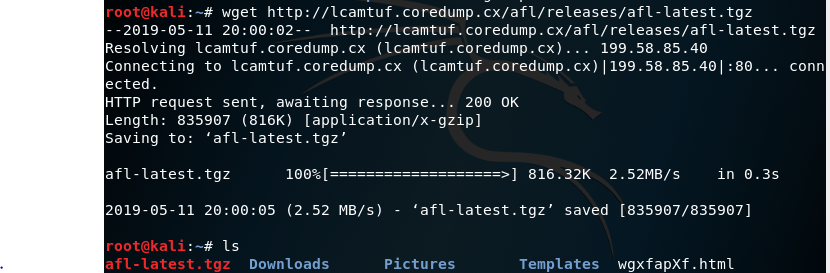 root@kali:~# wget http://lcamtuf.coredump.cx/afl/releases/afl-latest.tgz
--2019-05-11 20:00:02--  http://lcamtuf.coredump.cx/afl/releases/afl-latest.tgz
Resolving lcamtuf.coredump.cx (lcamtuf.coredump.cx)... 199.58.85.40
Connecting to lcamtuf.coredump.cx (lcamtuf.coredump.cx)|199.58.85.40|:80... conn
ected.
HTTP request sent, awaiting response... 200 OK
Length: 835907 (816K) [application/x-gzip]
Saving to: ‘afl-latest.tgz’
afl-latest.tgz      100%[===================>] 816.32K  2.52MB/s    in 0.3s
2019-05-11 20:00:05 (2.52 MB/s) - ‘afl-latest.tgz’ saved [835907/835907]
root@kali:~# ls
afl-latest.tgz  Downloads      Pictures       Templates  wgxfapXf.html